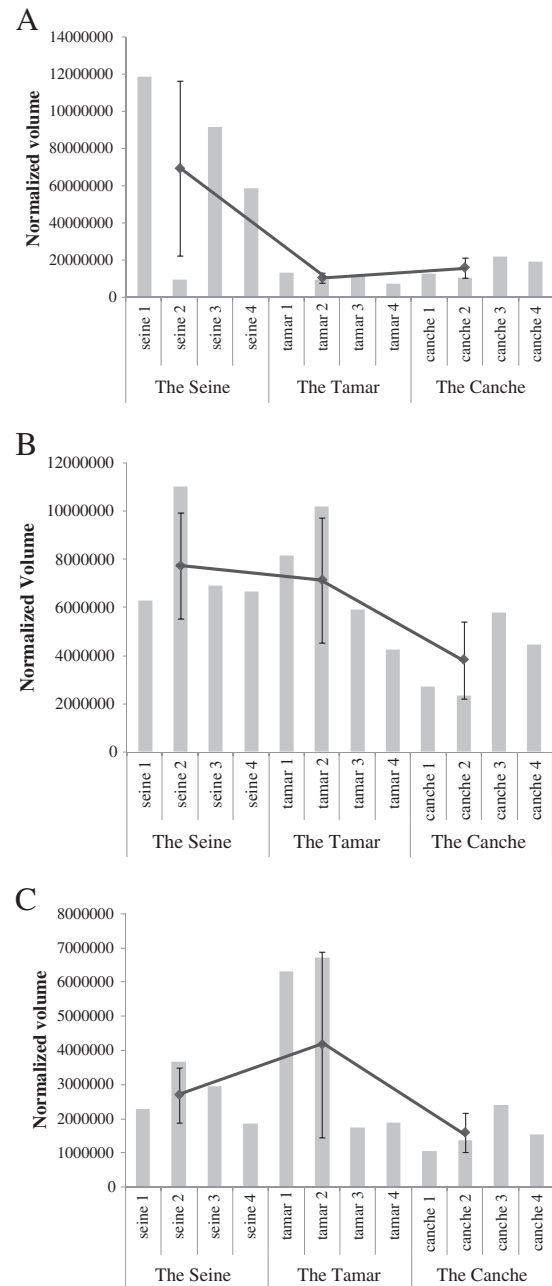 A
14000000
12000000
10000000
80000000
60000000
40000000
20000000
0
Normalized volume
seine 1
seine 2
seine 3
seine 4
tamar 1
tamar 2
tamar 3
tamar 4
canche 1
canche 2
canche 3
canche 4
The Seine
The Tamar
The Canche
B
12000000
10000000
8000000
6000000
4000000
2000000
0
Normalized Volume
seine 1
seine 2
seine 3
seine 4
tamar 1
tamar 2
tamar 3
tamar 4
canche 1
canche 2
canche 3
canche 4
The Seine
The Tamar
The Canche
C
8000000
7000000
6000000
5000000
4000000
3000000
2000000
1000000
0
Normalized volume
seine 1
seine 2
seine 3
seine 4
tamar 1
tamar 2
tamar 3
tamar 4
canche 1
canche 2
canche 3
canche 4
The Seine
The Tamar
The Canche